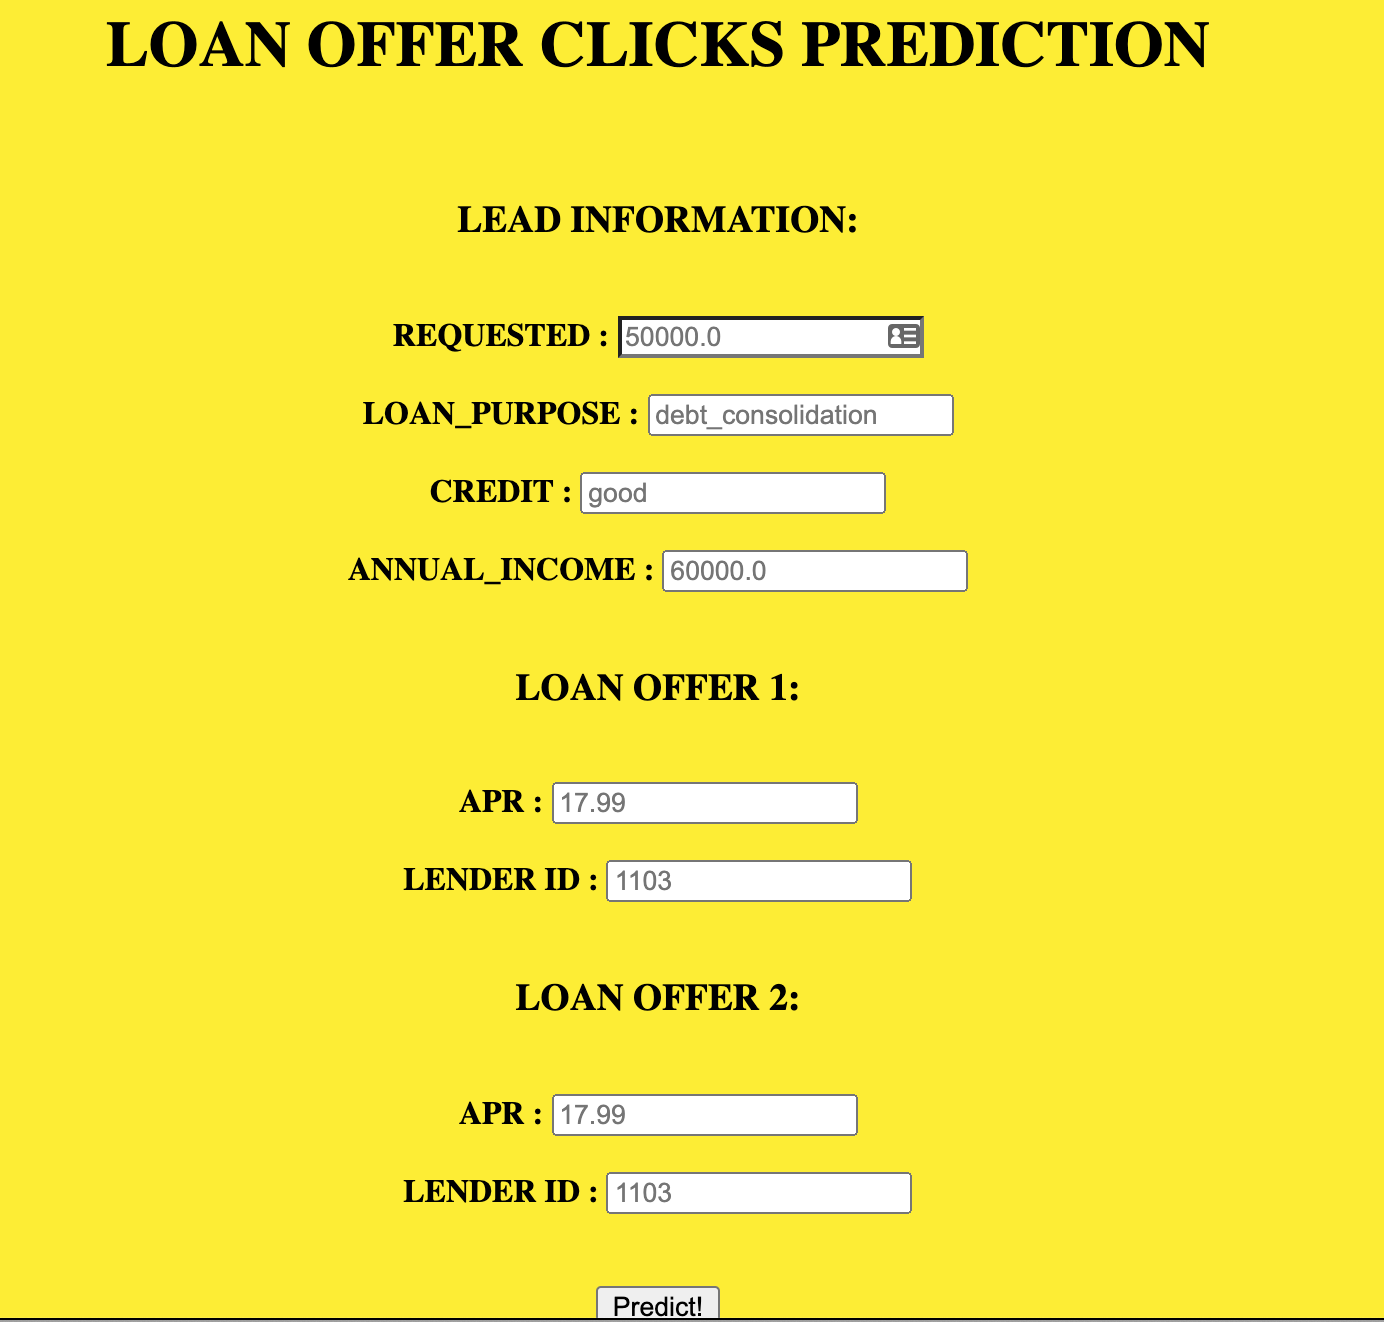 LOAN OFFER CLICKS PREDICTION
LEAD INFORMATION:
REQUESTED : 50000.0
LOAN_PURPOSE : debt_consolidation
CREDIT : good
ANNUAL_INCOME : 60000.0
LOAN OFFER 1:
APR : 17.99
LENDER ID : 1103
LOAN OFFER 2:
APR : 17.99
LENDER ID : 1103
Predict!